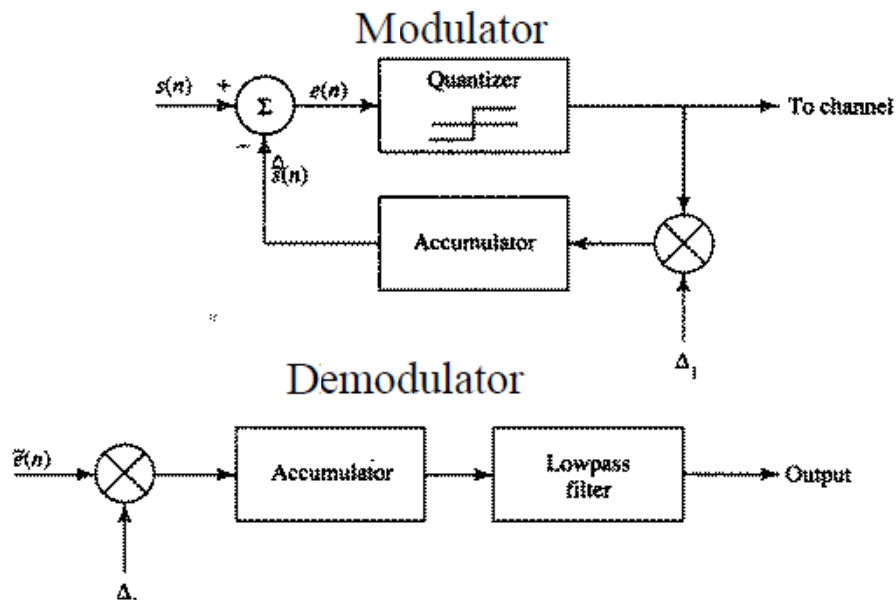 Modulator
s(n) + Σ e(n) Quantizer To channel
−
ŝ(n)
Accumulator
Δ₁
Demodulator
ẽ(n) Accumulator Lowpass filter Output